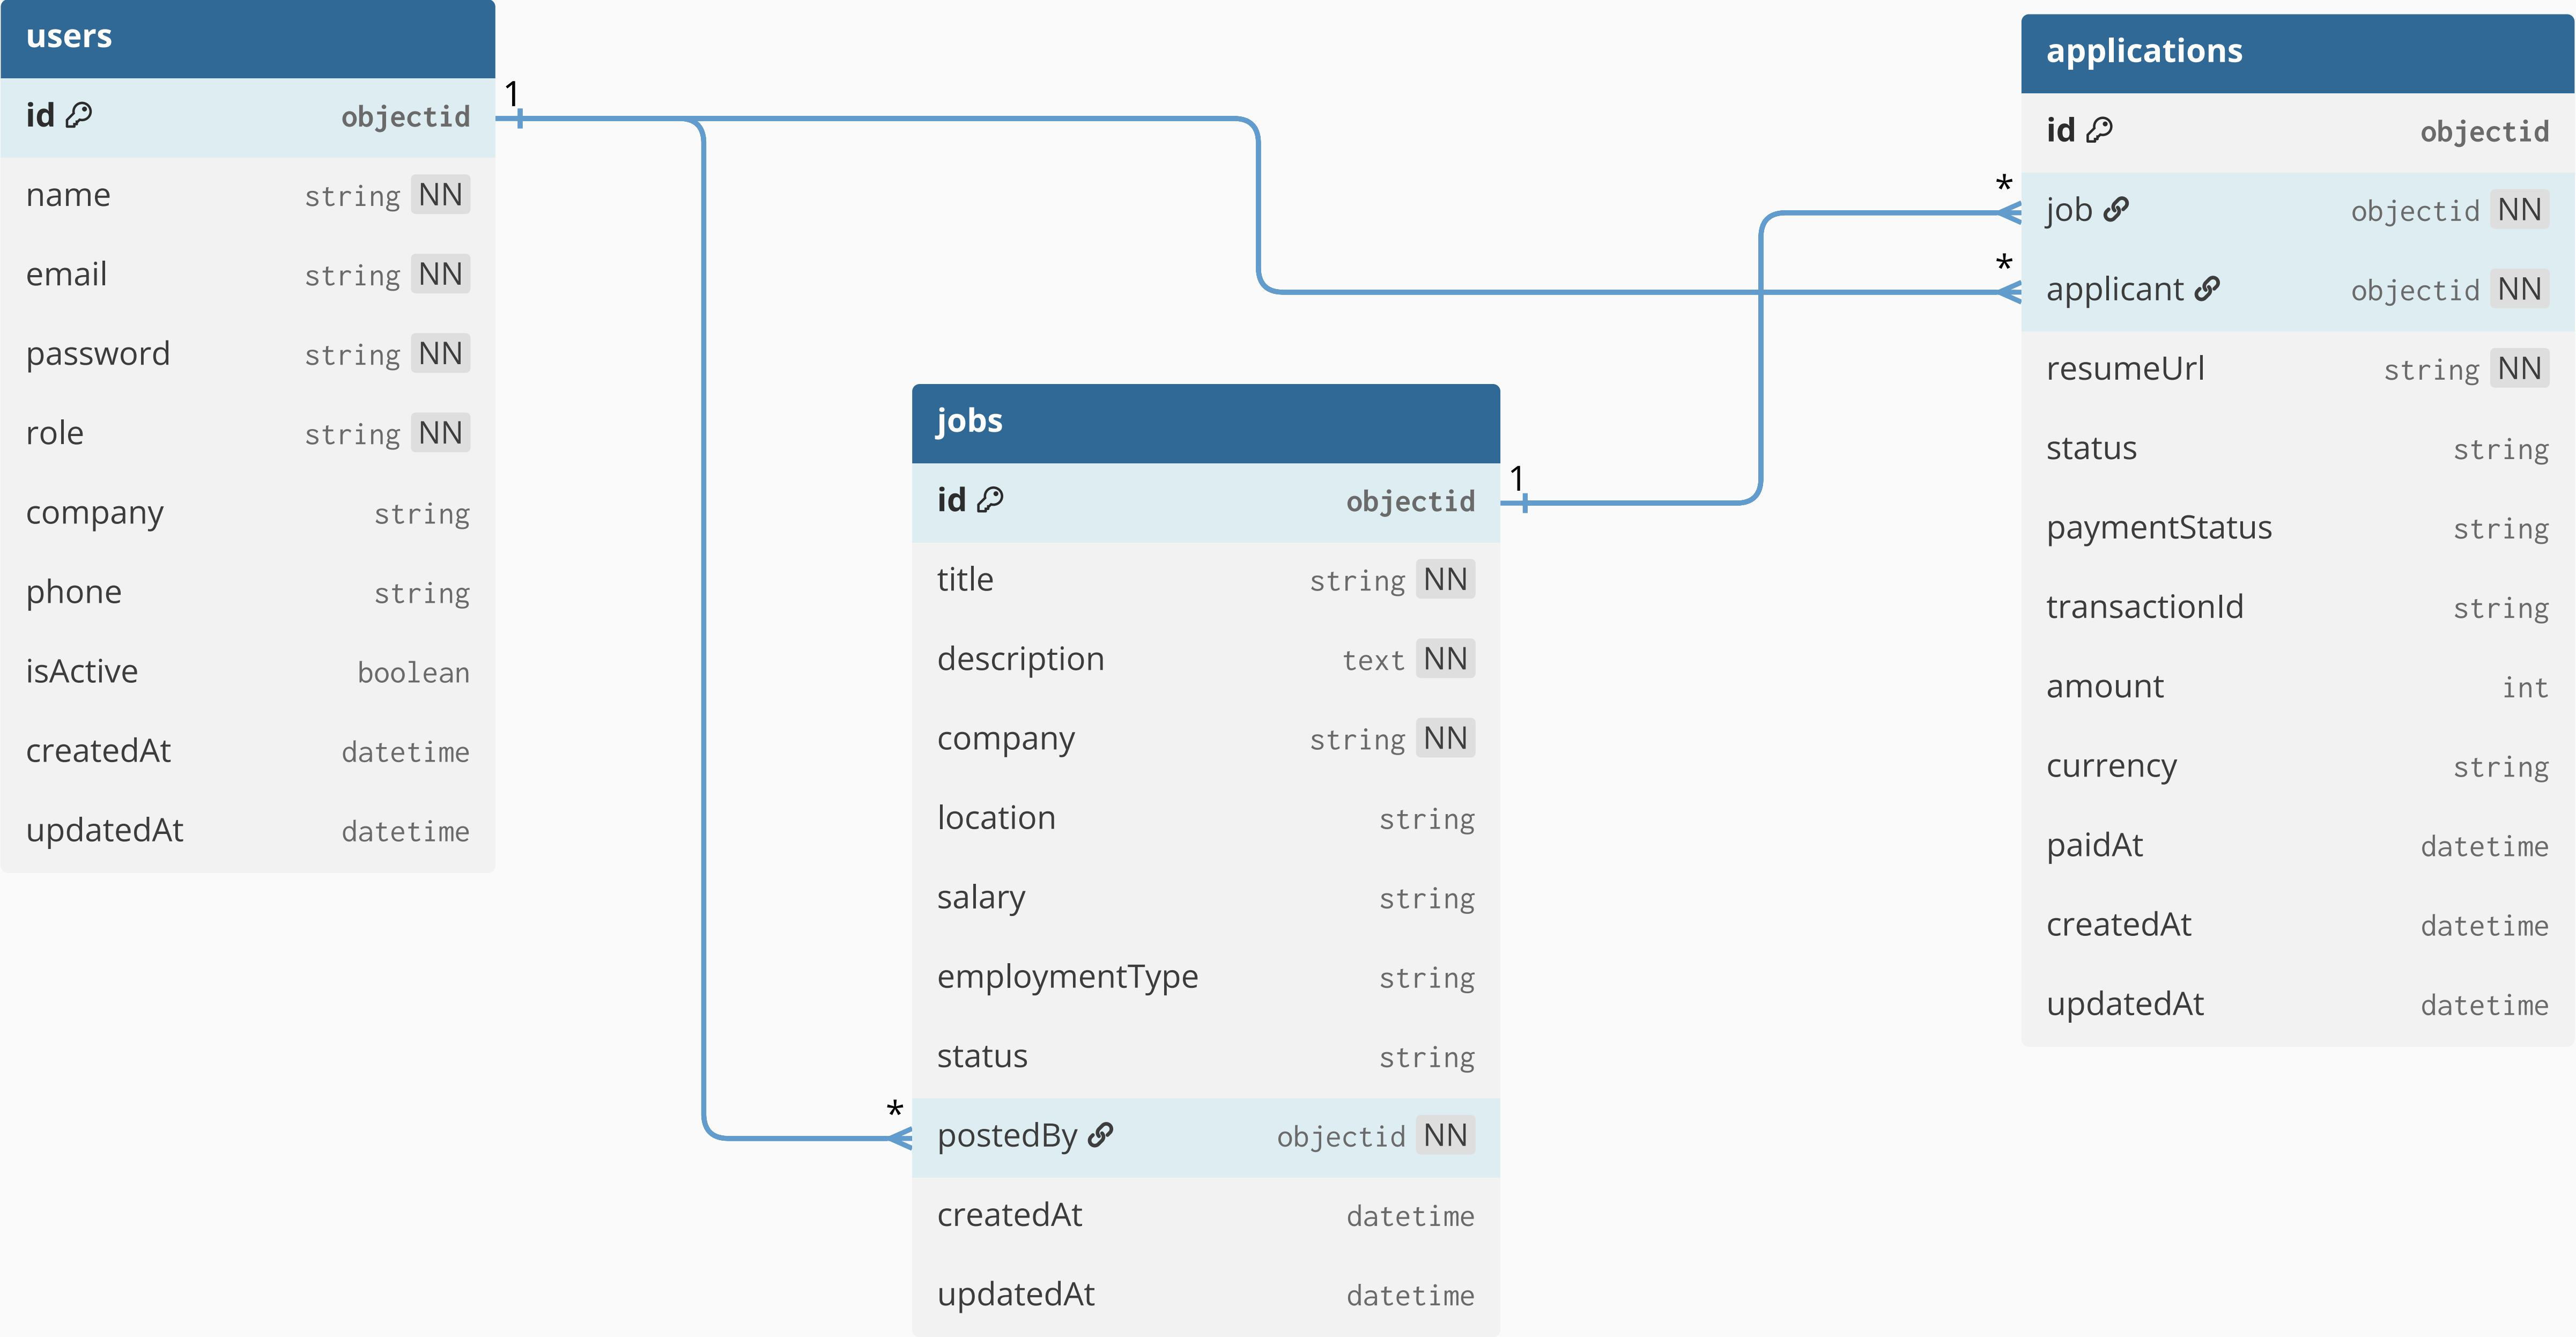 users
id objectid
name string NN
email string NN
password string NN
role string NN
company string
phone string
isActive boolean
createdAt datetime
updatedAt datetime
1
*
jobs
id objectid
title string NN
description text NN
company string NN
location string
salary string
employmentType string
status string
postedBy objectid NN
createdAt datetime
updatedAt datetime
1
*
*
applications
id objectid
job objectid NN
applicant objectid NN
resumeUrl string NN
status string
paymentStatus string
transactionId string
amount int
currency string
paidAt datetime
createdAt datetime
updatedAt datetime